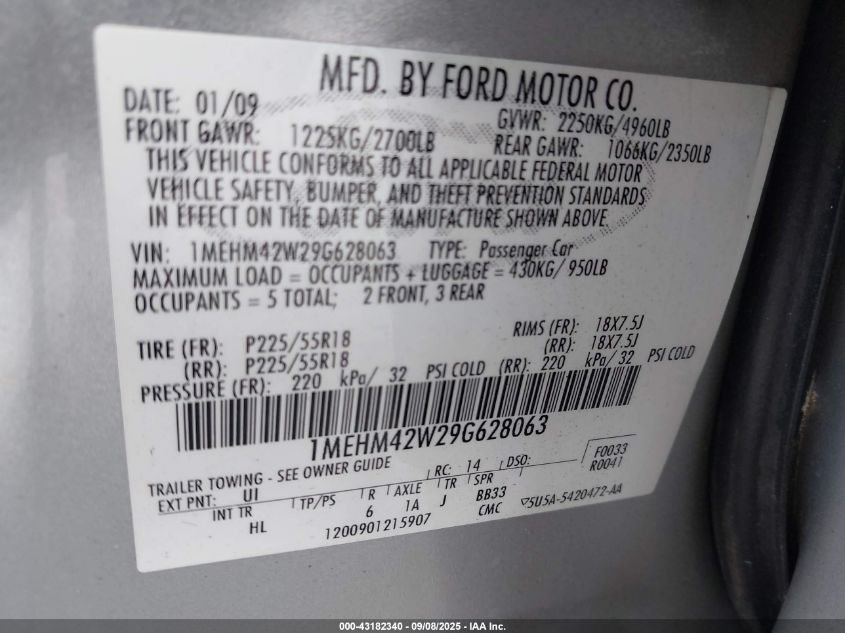 MFD. BY FORD MOTOR CO.
DATE: 01/09 GVWR: 2250KG/4960LB
FRONT GAWR: 1225KG/2700LB REAR GAWR: 1066KG/2350LB
THIS VEHICLE CONFORMS TO ALL APPLICABLE FEDERAL MOTOR
VEHICLE SAFETY, BUMPER, AND THEFT PREVENTION STANDARDS
IN EFFECT ON THE DATE OF MANUFACTURE SHOWN ABOVE.
VIN: 1MEHM42W29G628063 TYPE: Passenger Car
MAXIMUM LOAD = OCCUPANTS + LUGGAGE = 430KG/ 950LB
OCCUPANTS = 5 TOTAL; 2 FRONT, 3 REAR
TIRE (FR): P225/55R18 RIMS (FR): 18X7.5J
(RR): P225/55R18 (RR): 18X7.5J
PRESSURE (FR): 220 kPa/ 32 PSI COLD (RR): 220 kPa/ 32 PSI COLD
1MEHM42W29G628063
TRAILER TOWING - SEE OWNER GUIDE RC: 14 DSO: F0033
R0041
EXT PNT: UI
INT TR TP/PS R AXLE TR SPR
HL 6 1A J BB33
CMC ▽5U5A-5420472-AA
1200901215907
000-43182340 - 09/08/2025 - IAA Inc.